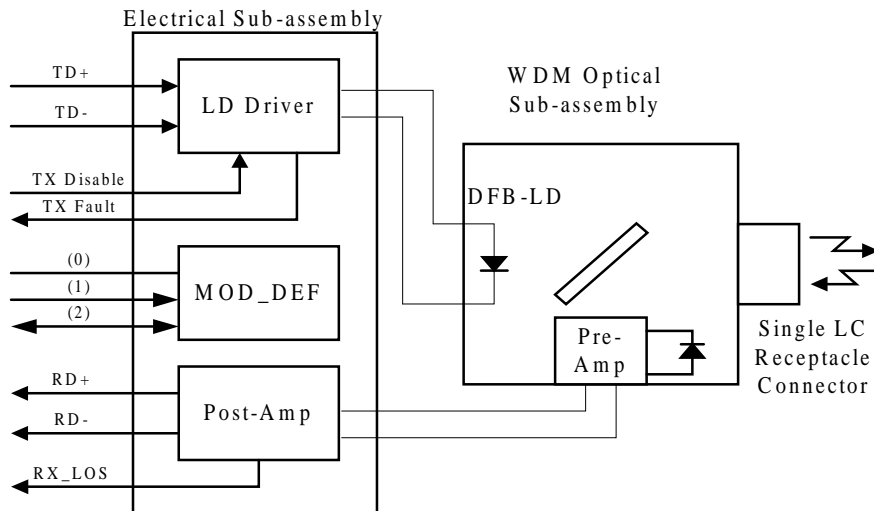 Electrical Sub-assembly
TD+
TD-
LD Driver
TX Disable
TX Fault
(0)
(1)
(2)
MOD_DEF
RD+
RD-
Post-Amp
RX_LOS
WDM Optical
Sub-assembly
DFB-LD
Pre-
Amp
Single LC
Receptacle
Connector